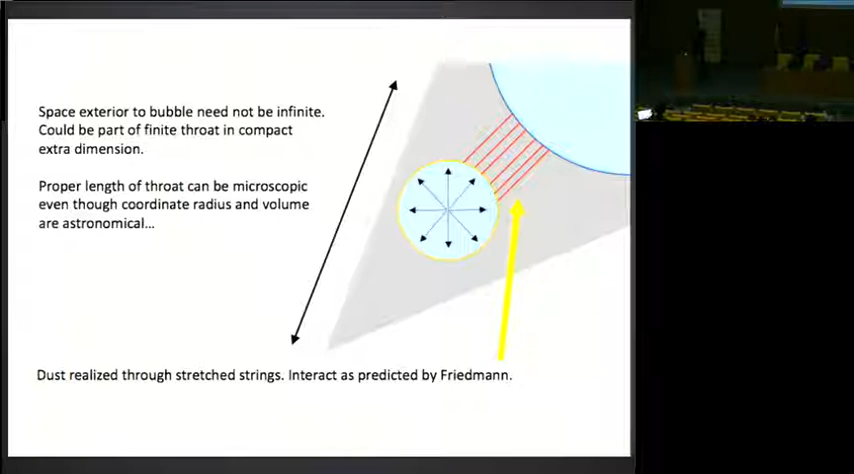 Space exterior to bubble need not be infinite.
Could be part of finite throat in compact
extra dimension.
Proper length of throat can be microscopic
even though coordinate radius and volume
are astronomical...
Dust realized through stretched strings. Interact as predicted by Friedmann.